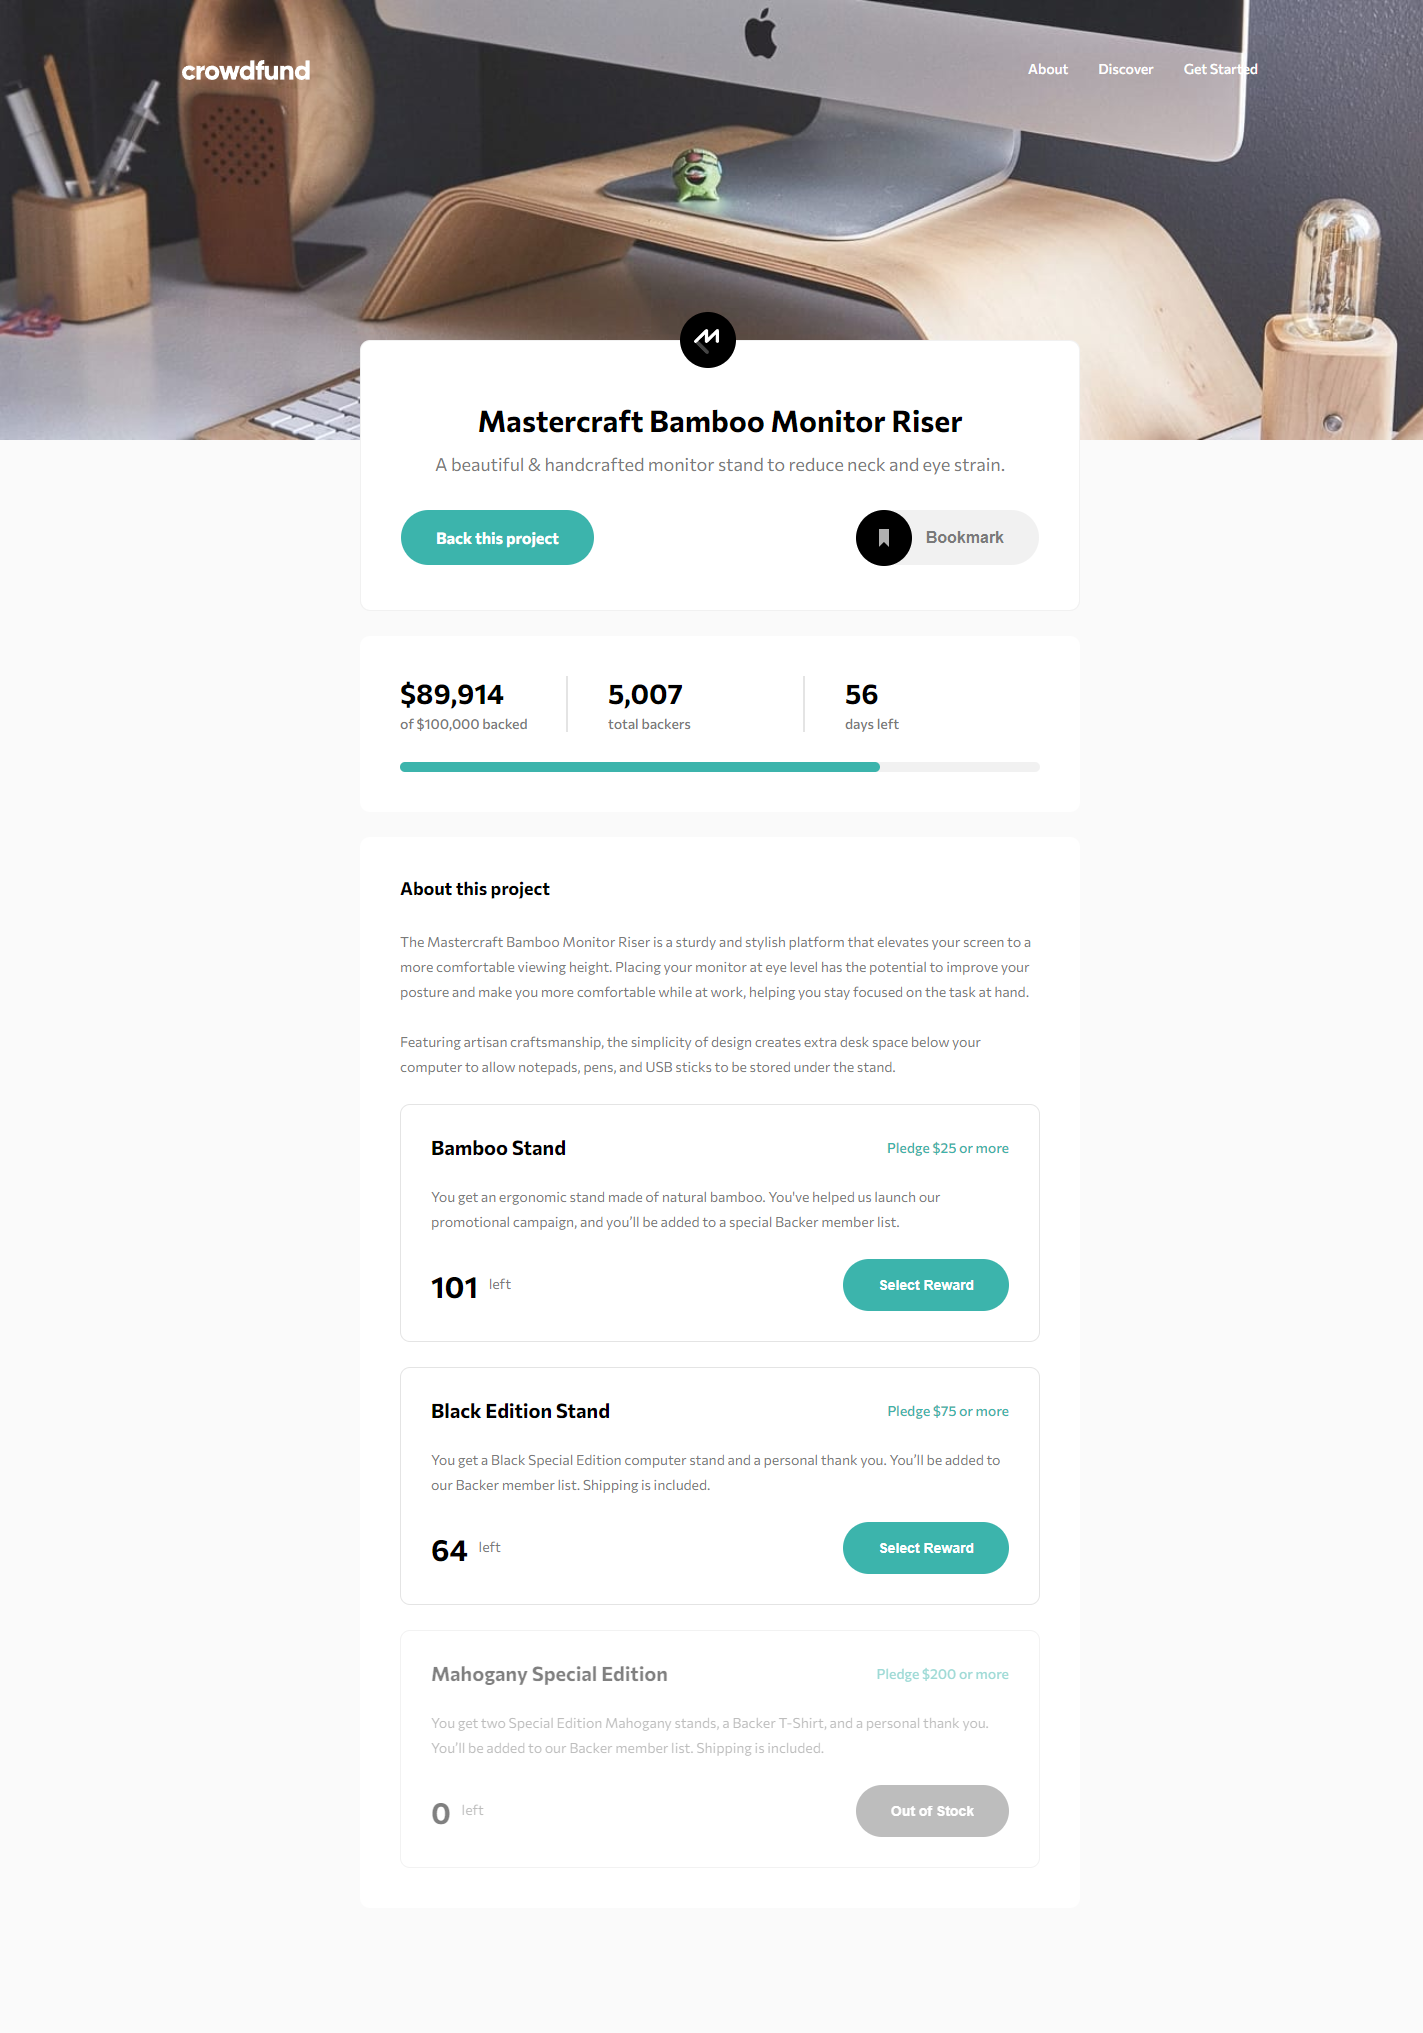 crowdfund
About Discover Get Started
Mastercraft Bamboo Monitor Riser
A beautiful & handcrafted monitor stand to reduce neck and eye strain.
Back this project
Bookmark
$89,914
of $100,000 backed
5,007
total backers
56
days left
About this project
The Mastercraft Bamboo Monitor Riser is a sturdy and stylish platform that elevates your screen to a
more comfortable viewing height. Placing your monitor at eye level has the potential to improve your
posture and make you more comfortable while at work, helping you stay focused on the task at hand.
Featuring artisan craftsmanship, the simplicity of design creates extra desk space below your
computer to allow notepads, pens, and USB sticks to be stored under the stand.
Bamboo Stand
Pledge $25 or more
You get an ergonomic stand made of natural bamboo. You've helped us launch our
promotional campaign, and you’ll be added to a special Backer member list.
101 left
Select Reward
Black Edition Stand
Pledge $75 or more
You get a Black Special Edition computer stand and a personal thank you. You’ll be added to
our Backer member list. Shipping is included.
64 left
Select Reward
Mahogany Special Edition
Pledge $200 or more
You get two Special Edition Mahogany stands, a Backer T-Shirt, and a personal thank you.
You’ll be added to our Backer member list. Shipping is included.
0 left
Out of Stock